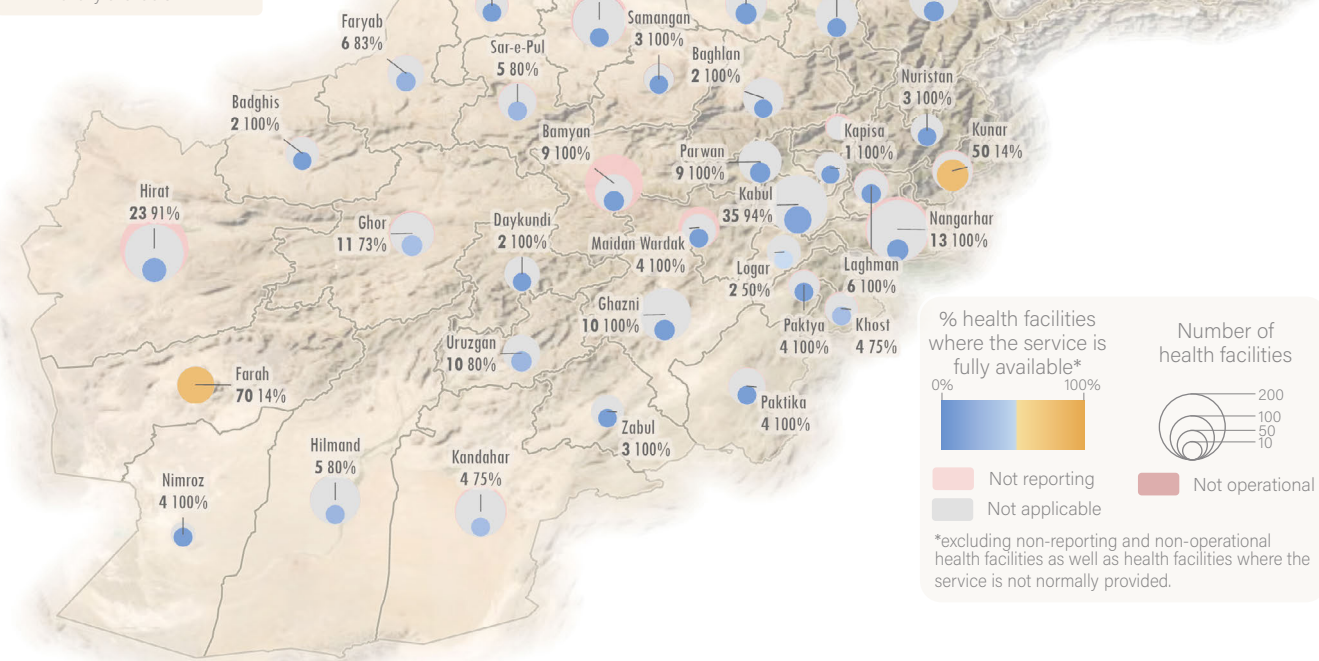 Faryab
6 83%
Samangan
3 100%
Sar-e-Pul
5 80%
Baghlan
2 100%
Nuristan
3 100%
Badghis
2 100%
Bamyan
9 100%
Kapisa
1 100%
Kunar
50 14%
Parwan
9 100%
Hirat
23 91%
Kabul
35 94%
Ghor
11 73%
Daykundi
2 100%
Maidan Wardak
4 100%
Nangarhar
13 100%
Logar
2 50%
Laghman
6 100%
Ghazni
10 100%
Paktya
4 100%
Khost
4 75%
Uruzgan
10 80%
Farah
70 14%
Paktika
4 100%
Zabul
3 100%
Hilmand
5 80%
Kandahar
4 75%
Nimroz
4 100%
% health facilities
where the service is
fully available*
0% 100%
Number of
health facilities
200
100
50
10
Not reporting
Not applicable
Not operational
*excluding non-reporting and non-operational
health facilities as well as health facilities where the
service is not normally provided.